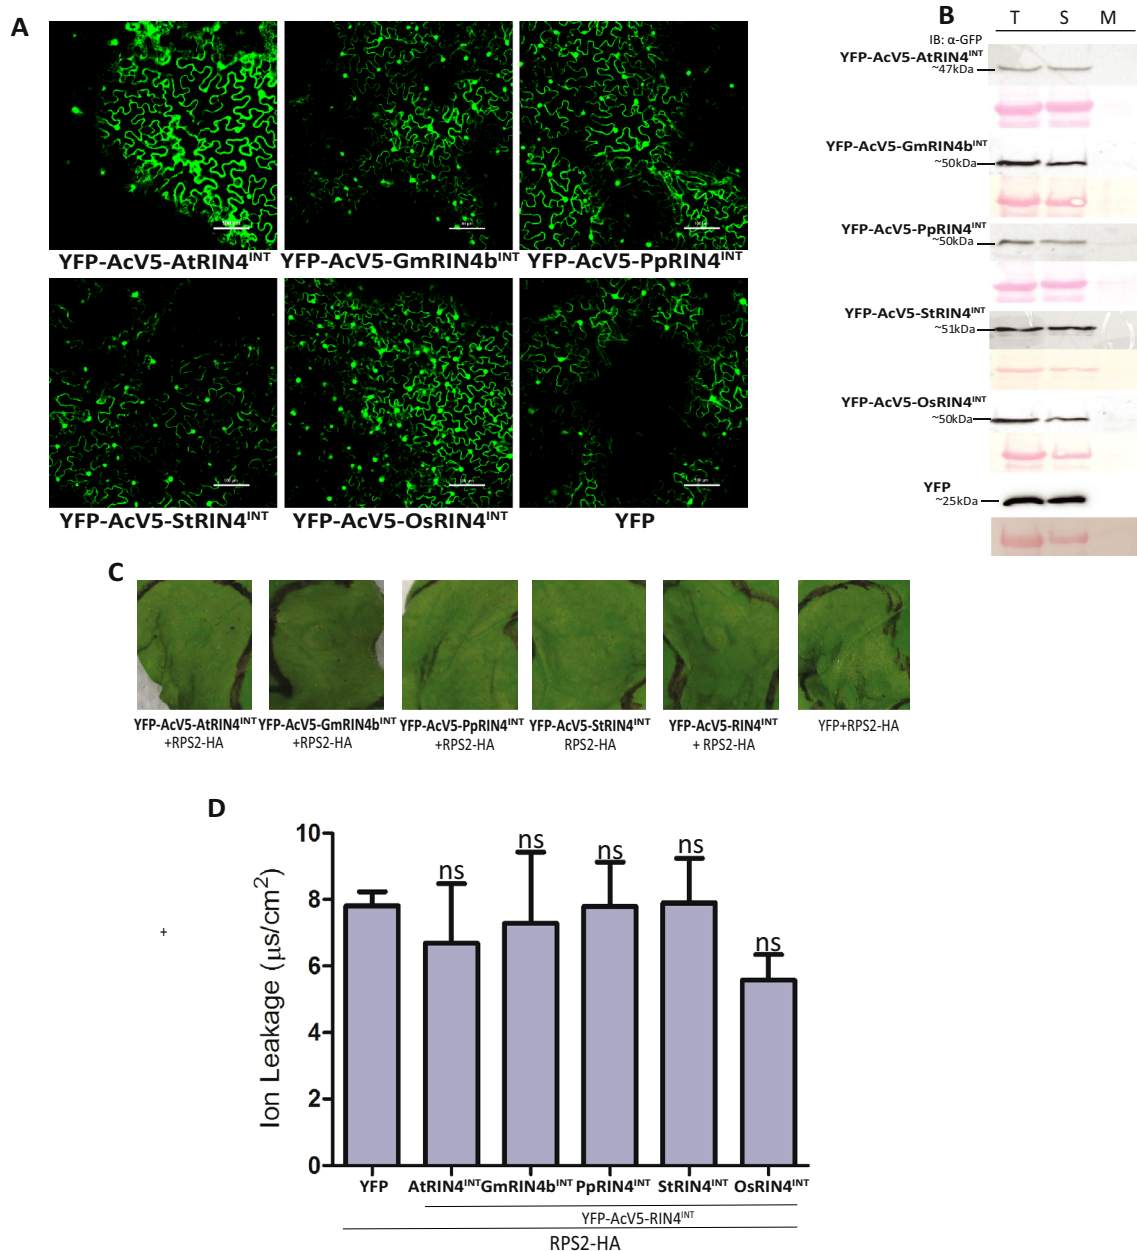 A
YFP-AcV5-AtRIN4INT
YFP-AcV5-GmRIN4bINT
YFP-AcV5-PpRIN4INT
YFP-AcV5-StRIN4INT
YFP-AcV5-OsRIN4INT
YFP
B
T S M
IB: α-GFP
YFP-AcV5-AtRIN4INT
~47kDa
YFP-AcV5-GmRIN4bINT
~50kDa
YFP-AcV5-PpRIN4INT
~50kDa
YFP-AcV5-StRIN4INT
~51kDa
YFP-AcV5-OsRIN4INT
~50kDa
YFP
~25kDa
C
YFP-AcV5-AtRIN4INT
+RPS2-HA
YFP-AcV5-GmRIN4bINT
+RPS2-HA
YFP-AcV5-PpRIN4INT
+RPS2-HA
YFP-AcV5-StRIN4INT
RPS2-HA
YFP-AcV5-RIN4INT
+ RPS2-HA
YFP+RPS2-HA
D
Ion Leakage (µs/cm2)
10
8
6
4
2
0
ns ns ns ns ns
+
YFP AtRIN4INT GmRIN4bINT PpRIN4INT StRIN4INT OsRIN4INT
YFP-AcV5-RIN4INT
RPS2-HA